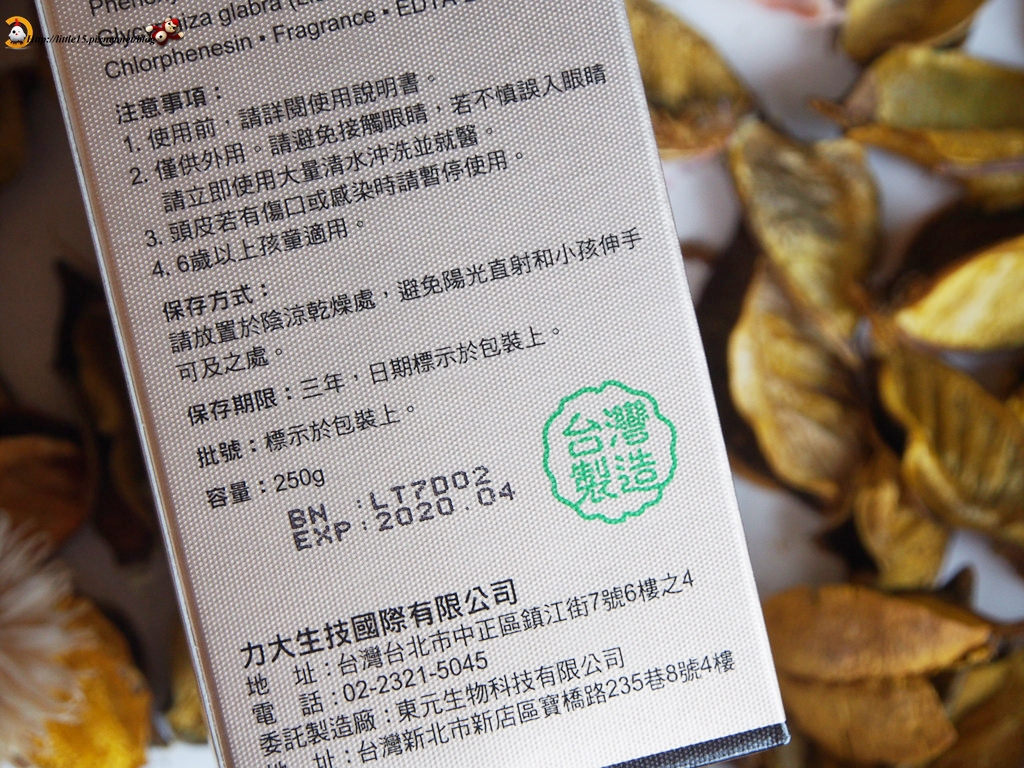 glabra
Chlorphenesin • Fragrance • EDTA
注意事項：
1. 使用前，請詳閱使用說明書。
2. 僅供外用。請避免接觸眼睛，若不慎誤入眼睛
請立即使用大量清水沖洗並就醫。
3. 頭皮若有傷口或感染時請暫停使用。
4. 6歲以上孩童適用。
保存方式：
請放置於陰涼乾燥處，避免陽光直射和小孩伸手
可及之處。
保存期限：三年，日期標示於包裝上。
批號：標示於包裝上。
容量：250g
BN :LT7D02
EXP:2020.04
台灣
製造
力大生技國際有限公司
地 址：台灣台北市中正區鎮江街7號6樓之4
電 話：02-2321-5045
委託製造廠：東元生物科技有限公司
地 址：台灣新北市新店區寶橋路235巷8號4樓